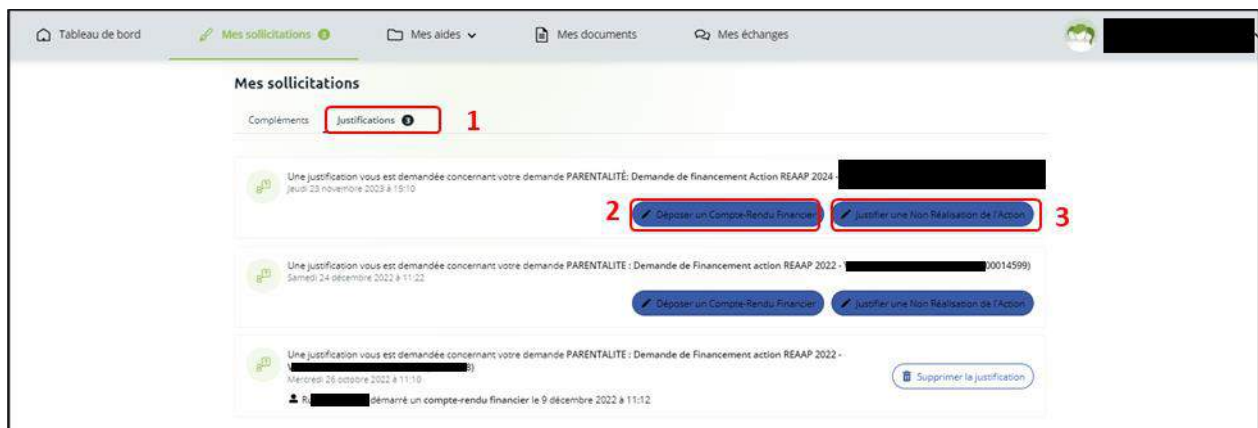 Tableau de bord
Mes sollicitations 3
Mes aides
Mes documents
Mes échanges
Mes sollicitations
Compléments
Justifications 3
1
Une justification vous est demandée concernant votre demande PARENTALITÉ: Demande de financement Action REAAP 2024 -
Jeudi 23 novembre 2023 à 15:10
2
Déposer un Compte-Rendu Financier
Justifier une Non Réalisation de l'Action
3
Une justification vous est demandée concernant votre demande PARENTALITE : Demande de Financement action REAAP 2022 - \
00014599)
Samedi 24 décembre 2022 à 11:22
Déposer un Compte-Rendu Financier
Justifier une Non Réalisation de l'Action
Une justification vous est demandée concernant votre demande PARENTALITE : Demande de Financement action REAAP 2022 -
\ 8)
Mercredi 26 octobre 2022 à 11:10
Supprimer la justification
démarré un compte-rendu financier le 9 décembre 2022 à 11:12